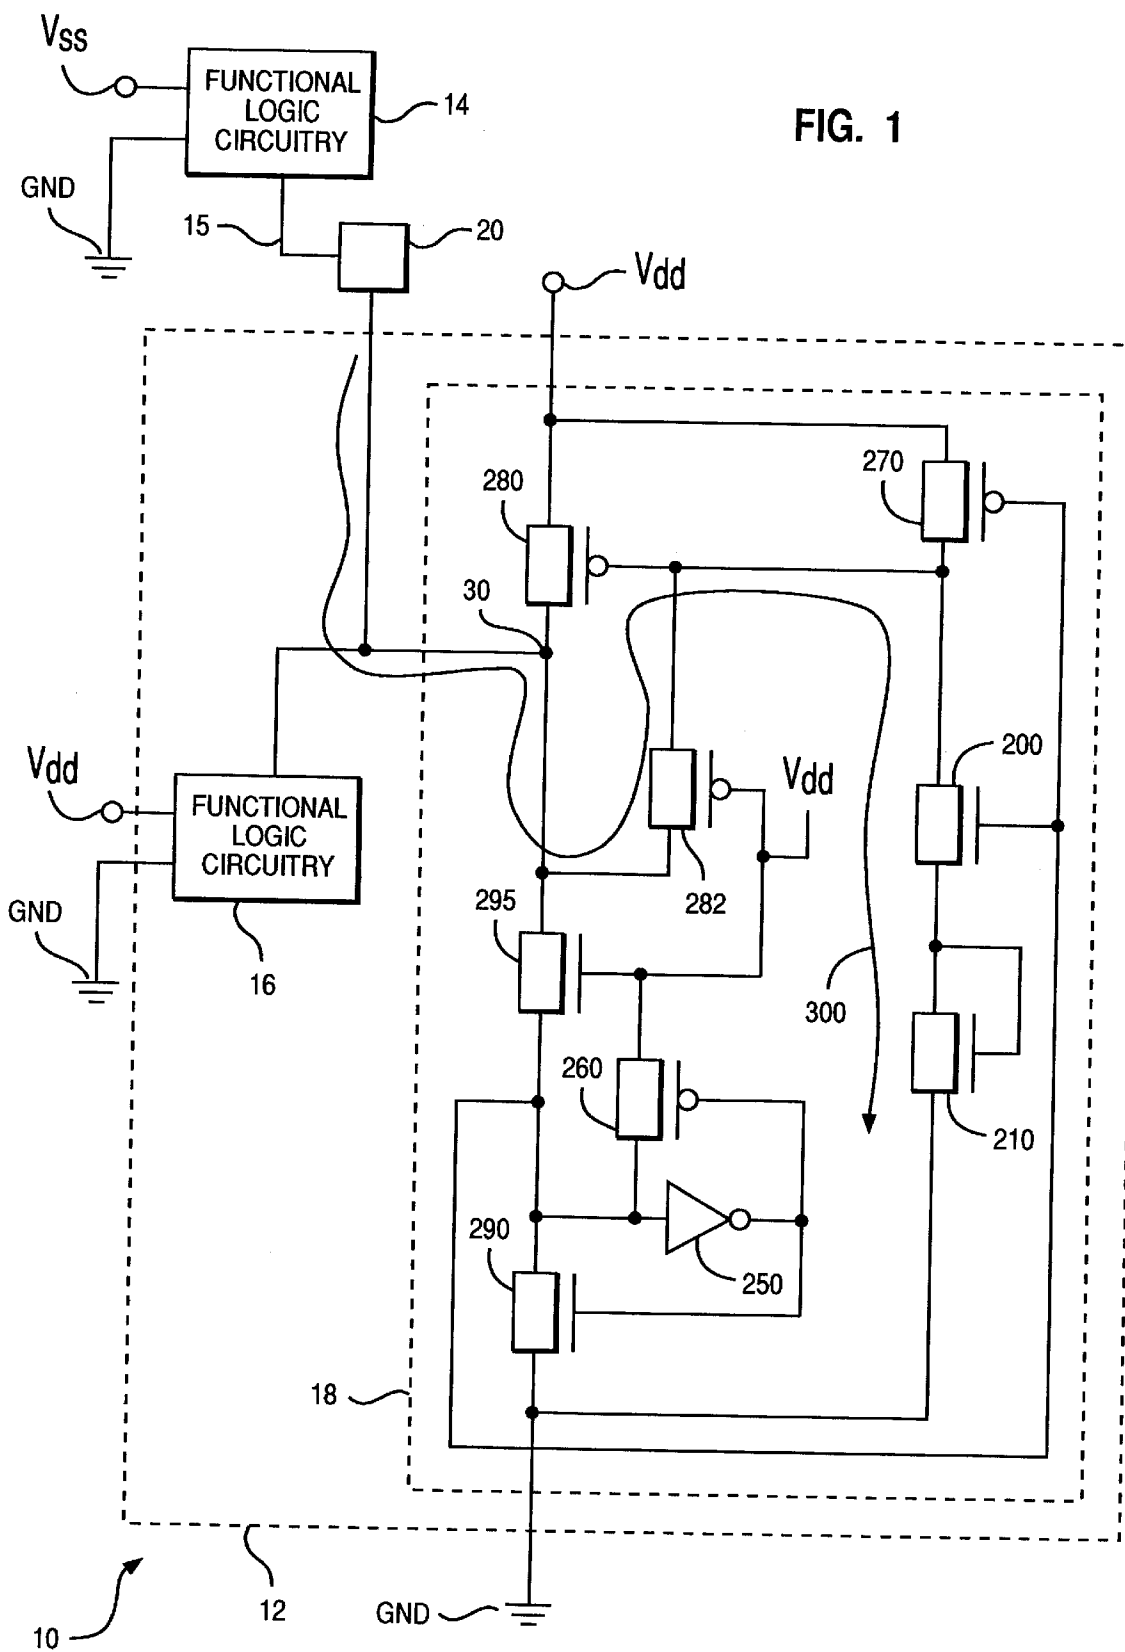 Vss
FUNCTIONAL
LOGIC
CIRCUITRY
14
FIG. 1
GND
15
20
Vdd
270
280
30
200
Vdd
Vdd
FUNCTIONAL
LOGIC
CIRCUITRY
282
295
GND
16
300
260
210
290
250
18
12
GND
10